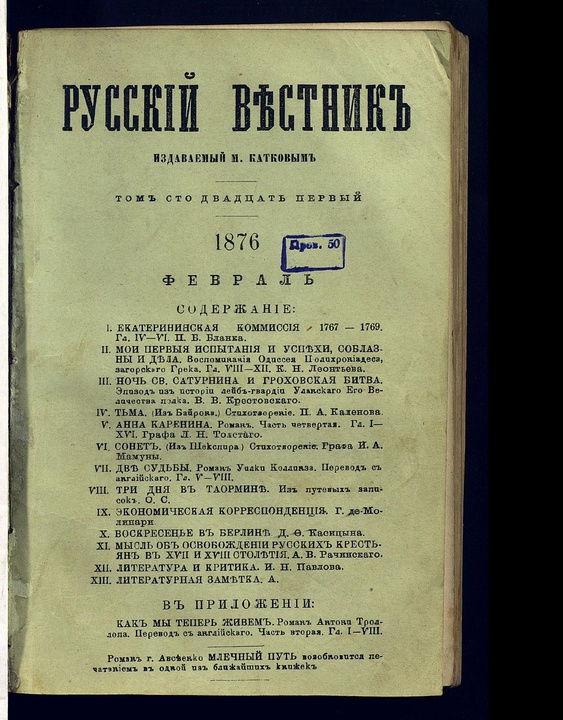 РУССКІЙ ВѢСТНИКЪ
ИЗДАВАЕМЫЙ М. КАТКОВЫМЪ
ТОМЪ СТО ДВАДЦАТЬ ПЕРВЫЙ
1876
Пров. 50
ФЕВРАЛЬ
СОДЕРЖАНІЕ:
I. ЕКАТЕРИНИНСКАЯ КОММИССІЯ 1767 — 1769.
Гл. IV—VI. П. Б. Бланка.
II. МОИ ПЕРВЫЯ ИСПЫТАНІЯ И УСПѢХИ, СОБЛАЗ-
НЫ И ДѢЛА. Воспоминанія Одиссея Полихроніадеса,
загорскаго Грека. Гл. VIII—XII. К. Н. Леонтьева.
III. НОЧЬ СВ. САТУРНИНА И ГРОХОВСКАЯ БИТВА.
Эпизодъ изъ исторіи лейбъ-гвардіи Уланскаго Его Ве-
личества полка. В. В. Крестовскаго.
IV. ТЬМА. (Изъ Байрона.) Стихотвореніе. П. А. Каленова.
V. АННА КАРЕНИНА. Романъ. Часть четвертая. Гл. I—
XVI. Графа Л. Н. Толстаго.
VI. СОНЕТЪ. (Изъ Шекспира.) Стихотвореніе. Графа И. А.
Мамуны.
VII. ДВѢ СУДЬБЫ. Романъ Уилки Коллинза. Переводъ съ
англійскаго. Гл. V—VIII.
VIII. ТРИ ДНЯ ВЪ ТАОРМИНѢ. Изъ путевыхъ запи-
сокъ. О. С.
IX. ЭКОНОМИЧЕСКАЯ КОРРЕСПОНДЕНЦІЯ. Г. де-Мо-
линари.
X. ВОСКРЕСЕНЬЕ ВЪ БЕРЛИНѢ. Д. Ѳ. Касицына.
XI. МЫСЛЬ ОБЪ ОСВОБОЖДЕНІИ РУССКИХЪ КРЕСТЬ-
ЯНЪ ВЪ XVII И XVIII СТОЛѢТІЯ. А. В. Рачинскаго.
XII. ЛИТЕРАТУРА И КРИТИКА. И. Н. Павлова.
XIII. ЛИТЕРАТУРНАЯ ЗАМѢТКА. А.
ВЪ ПРИЛОЖЕНІИ:
КАКЪ МЫ ТЕПЕРЬ ЖИВЕМЪ. Романъ Антони Трол-
лопа. Переводъ съ англійскаго. Часть вторая. Гл. I—VIII.
Романъ г. Авсѣенко МЛЕЧНЫЙ ПУТЬ возобновится пе-
чатаніемъ въ одной изъ ближайшихъ книжекъ